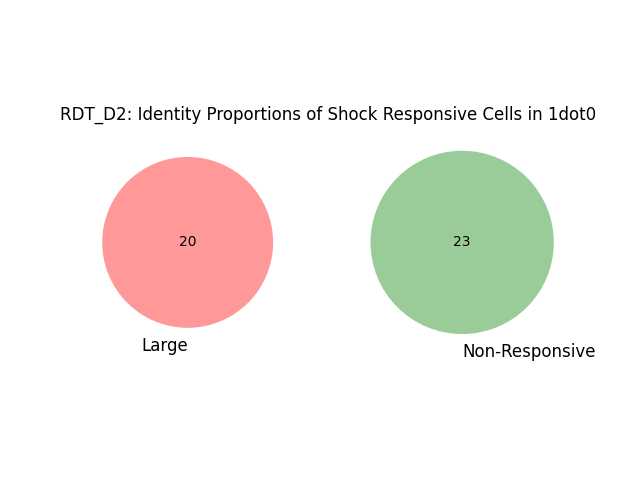 RDT_D2: Identity Proportions of Shock Responsive Cells in 1dot0
20
23
Large
Non-Responsive